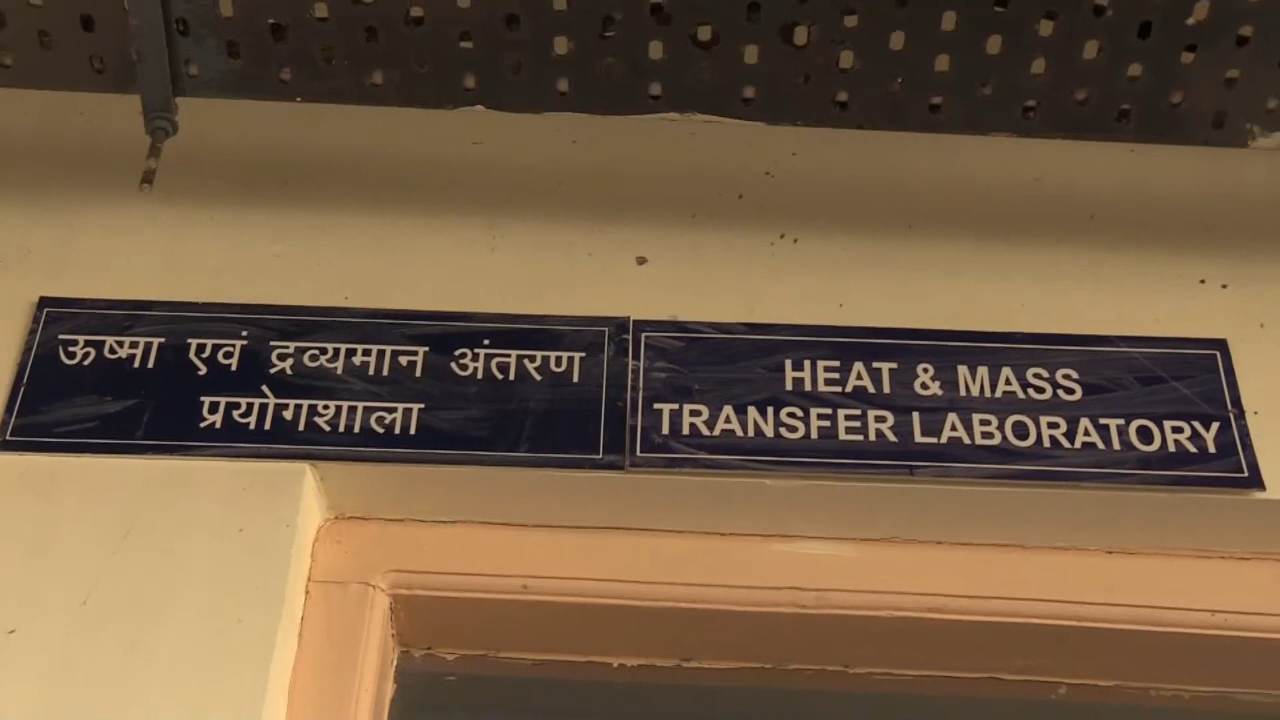 ऊष्मा एवं द्रव्यमान अंतरण
प्रयोगशाला
HEAT & MASS
TRANSFER LABORATORY